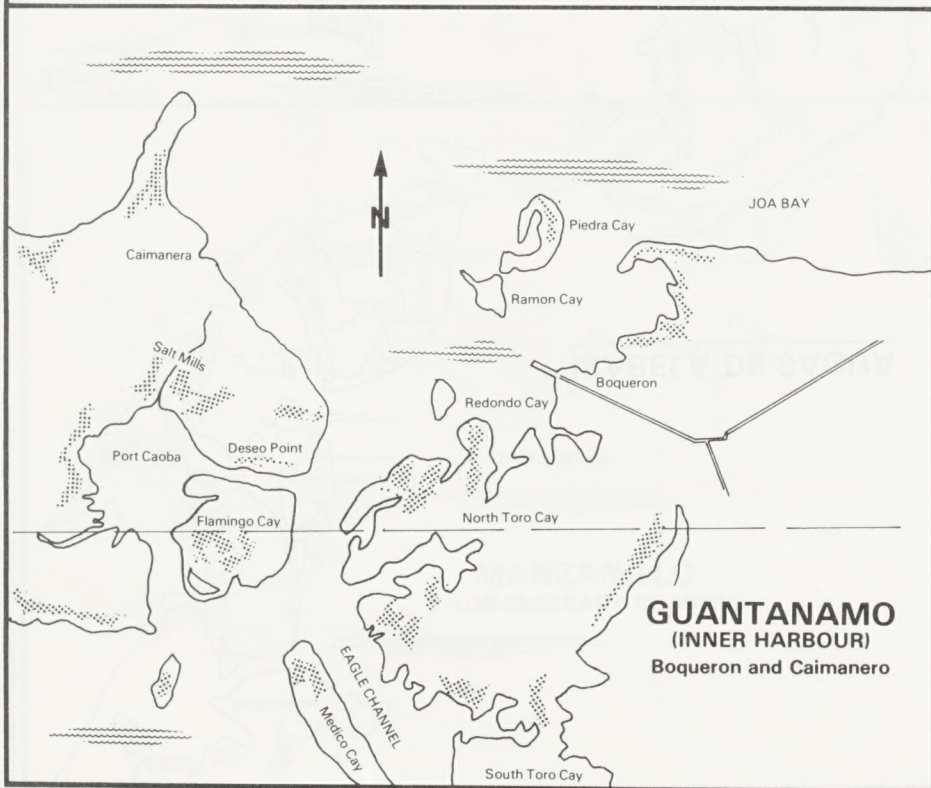 N
JOA BAY
Piedra Cay
Caimanera
Ramon Cay
Salt Mills
Boqueron
Redondo Cay
Port Caoba
Deseo Point
Flamingo Cay
North Toro Cay
GUANTANAMO
(INNER HARBOUR)
Boqueron and Caimanero
EAGLE CHANNEL
Medico Cay
South Toro Cay